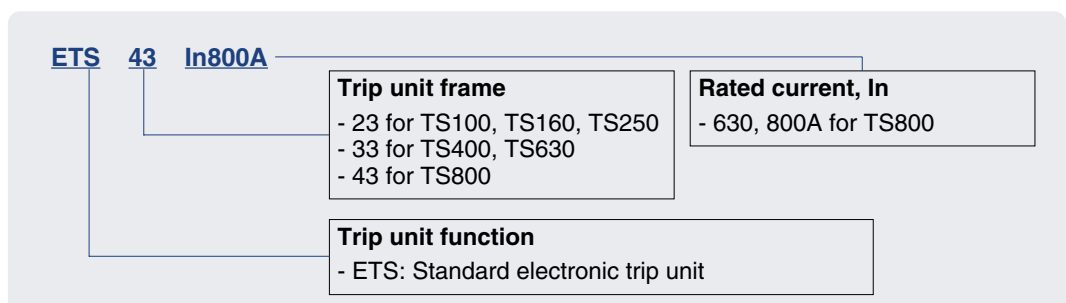 ETS 43 In800A
Trip unit frame
- 23 for TS100, TS160, TS250
- 33 for TS400, TS630
- 43 for TS800
Rated current, In
- 630, 800A for TS800
Trip unit function
- ETS: Standard electronic trip unit